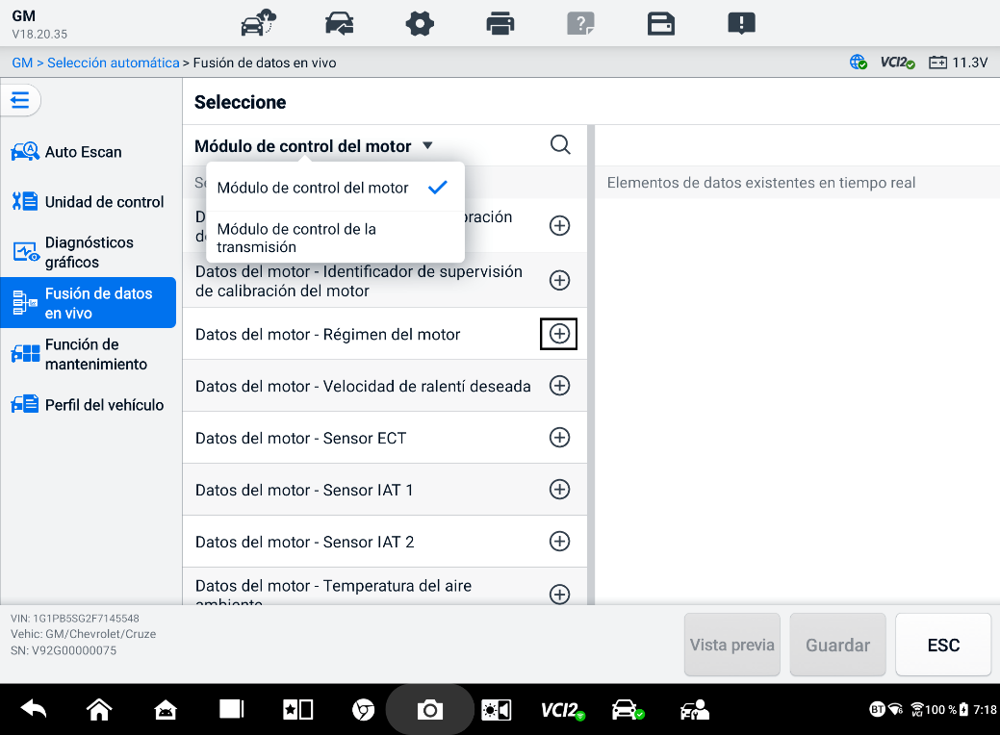 GM
V18.20.35
GM > Selección automática > Fusión de datos en vivo
VCI2
11.3V
Seleccione
Auto Escan
Unidad de control
Diagnósticos
gráficos
Fusión de datos
en vivo
Función de
mantenimiento
Perfil del vehículo
Módulo de control del motor
Módulo de control del motor
Módulo de control de la
transmisión
Elementos de datos existentes en tiempo real
Datos del motor - Identificador de supervisión
de calibración del motor
Datos del motor - Régimen del motor
Datos del motor - Velocidad de ralentí deseada
Datos del motor - Sensor ECT
Datos del motor - Sensor IAT 1
Datos del motor - Sensor IAT 2
Datos del motor - Temperatura del aire
ambiente
VIN: 1G1PB5SG2F7145548
Vehic: GM/Chevrolet/Cruze
SN: V92G00000075
Vista previa
Guardar
ESC
VCI2
BT
100 %
7:18